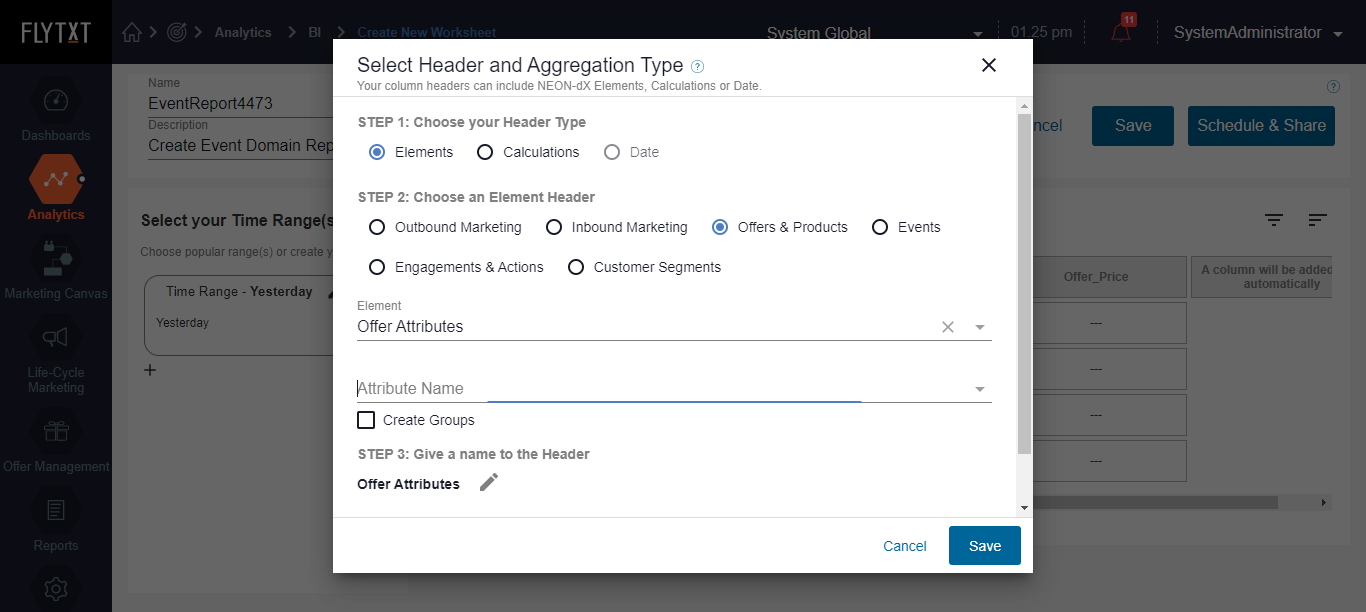 FLYTXT
Analytics
BI
Create New Worksheet
System Global
01.25 pm
11
SystemAdministrator
Dashboards
Analytics
Marketing Canvas
Life-Cycle
Marketing
Offer Management
Reports
Name
EventReport4473
Description
Create Event Domain Rep
ncel
Save
Schedule & Share
Select your Time Range(s
Choose popular range(s) or create y
Time Range - Yesterday
Yesterday
Offer_Price
A column will be added
automatically
---
---
---
---
Select Header and Aggregation Type
Your column headers can include NEON-dX Elements, Calculations or Date.
STEP 1: Choose your Header Type
Elements Calculations Date
STEP 2: Choose an Element Header
Outbound Marketing Inbound Marketing Offers & Products Events
Engagements & Actions Customer Segments
Element
Offer Attributes
Attribute Name
Create Groups
STEP 3: Give a name to the Header
Offer Attributes
Cancel Save